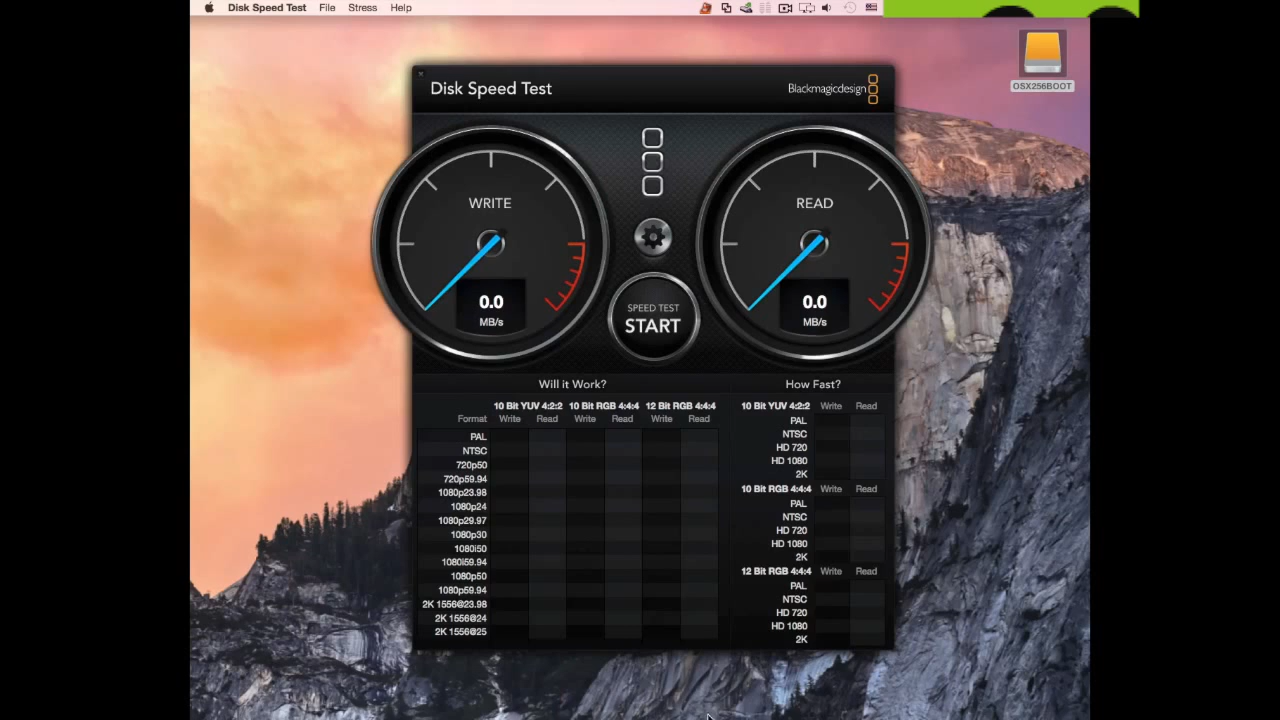 Disk Speed Test File Stress Help
OSX256BOOT
Disk Speed Test
Blackmagicdesign
WRITE
0.0
MB/s
SPEED TEST
START
READ
0.0
MB/s
Will it Work?
10 Bit YUV 4:2:2 10 Bit RGB 4:4:4 12 Bit RGB 4:4:4
Format Write Read Write Read Write Read
PAL
NTSC
720p50
720p59.94
1080p23.98
1080p24
1080p29.97
1080p30
1080i50
1080i59.94
1080p50
1080p59.94
2K 1556@23.98
2K 1556@24
2K 1556@25
How Fast?
10 Bit YUV 4:2:2 Write Read
PAL
NTSC
HD 720
HD 1080
2K
10 Bit RGB 4:4:4 Write Read
PAL
NTSC
HD 720
HD 1080
2K
12 Bit RGB 4:4:4 Write Read
PAL
NTSC
HD 720
HD 1080
2K